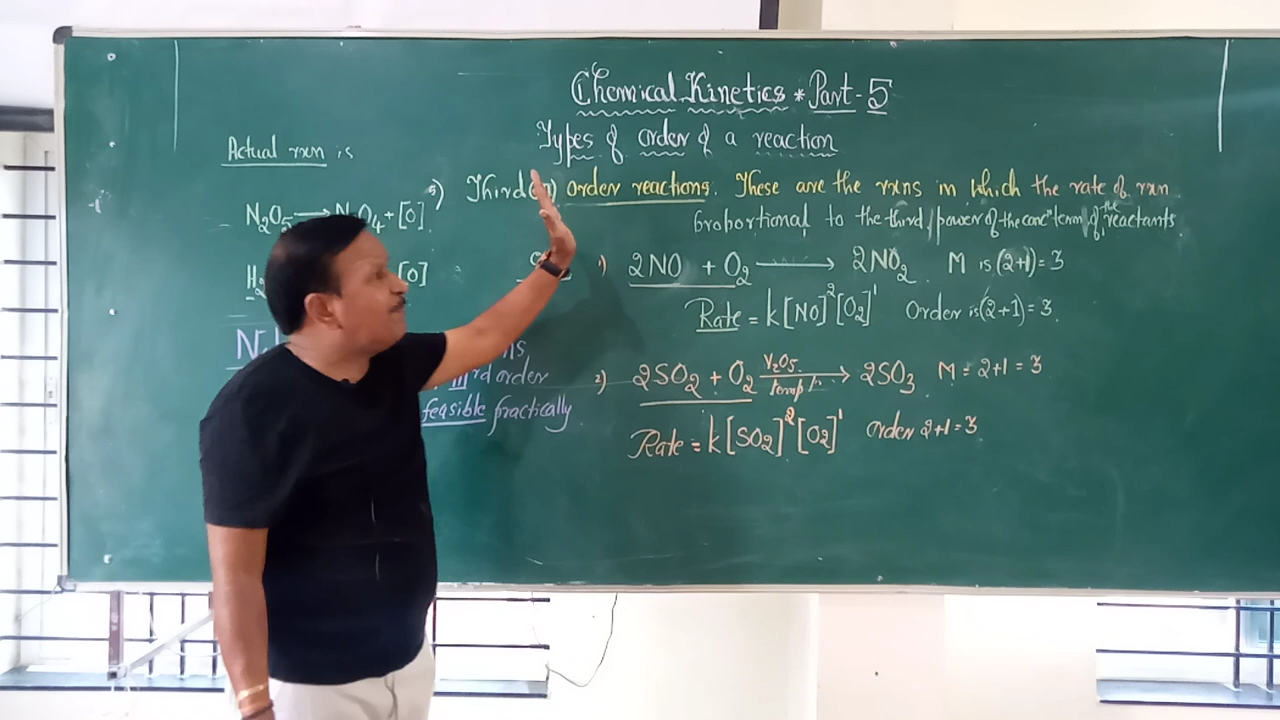 Chemical Kinetics * Part - 5
Types of order of a reaction
Actual rxn is
N₂O₅ → N₂O₄ + [O]
[O]
5) Third order reactions. These are the rxns in which the rate of rxn
proportional to the third power of the concⁿ term of the reactants.
1) 2NO + O₂ → 2NO₂ M is (2+1) = 3
Rate = k[NO]²[O₂]¹ Order is (2+1) = 3.
2) 2SO₂ + O₂ V₂O₅ → 2SO₃ M = 2+1 = 3
Rate = k[SO₂]²[O₂]¹ order 2+1 = 3
IIIrd order
feasible practically.